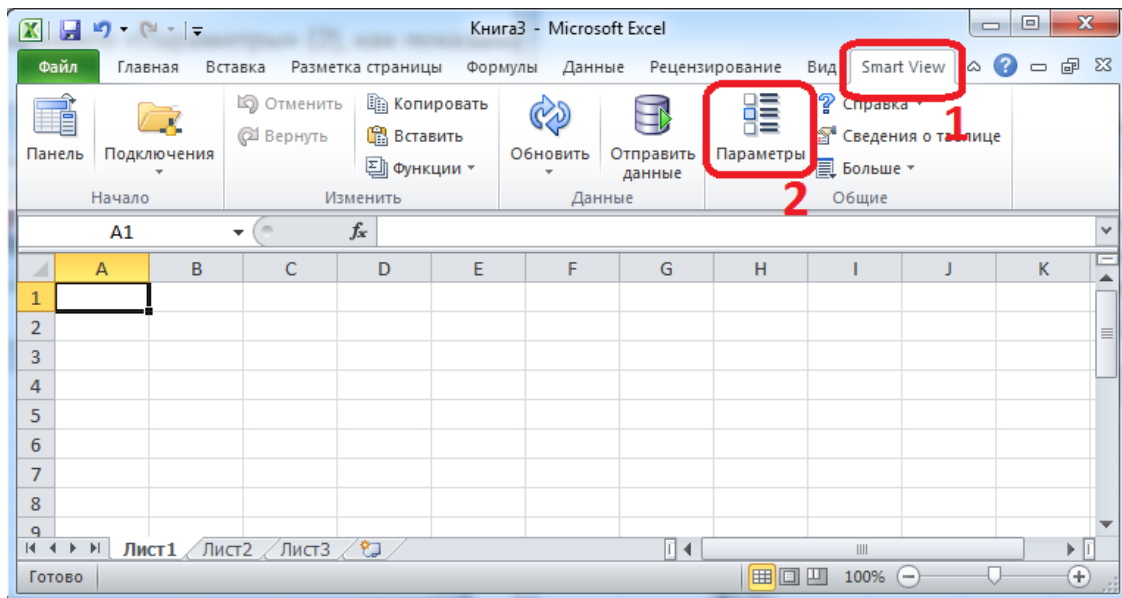 Книга3 - Microsoft Excel
Файл Главная Вставка Разметка страницы Формулы Данные Рецензирование Вид Smart View
1
Отменить Копировать Справка
Вернуть Вставить Сведения о таблице
Панель Подключения Функции Обновить Отправить данные Параметры Больше
2
Начало Изменить Данные Общие
A1 fx
A B C D E F G H I J K
1
2
3
4
5
6
7
8
9
Лист1 Лист2 Лист3
Готово 100%